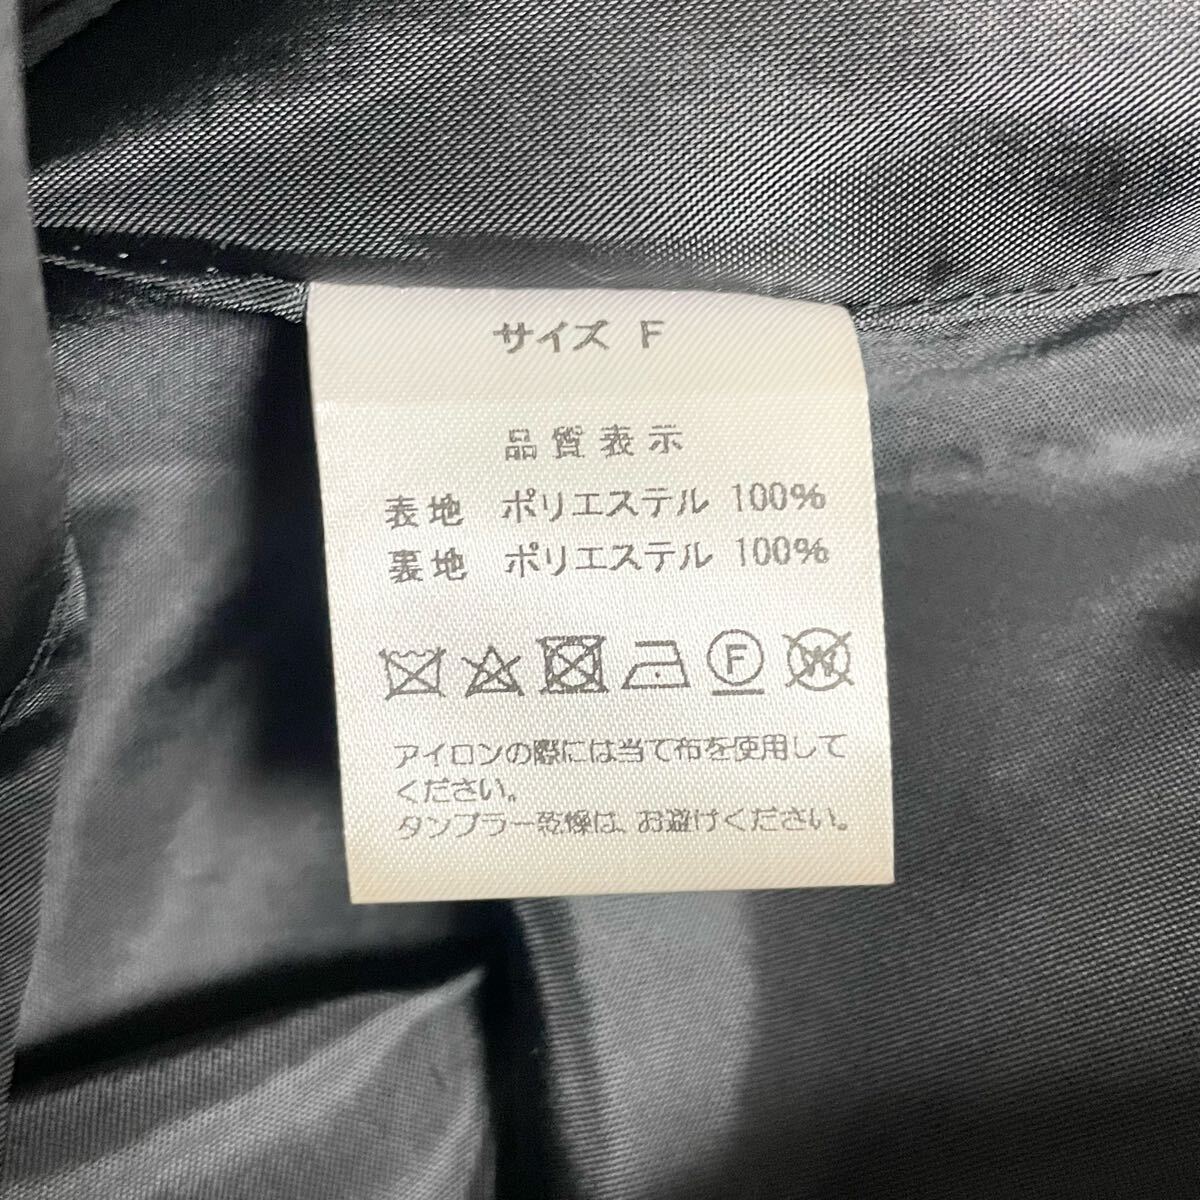 サイズ F
品質表示
表地 ポリエステル 100%
裏地 ポリエステル 100%
F W
アイロンの際には当て布を使用して
ください。
タンブラー乾燥は、お避けください。